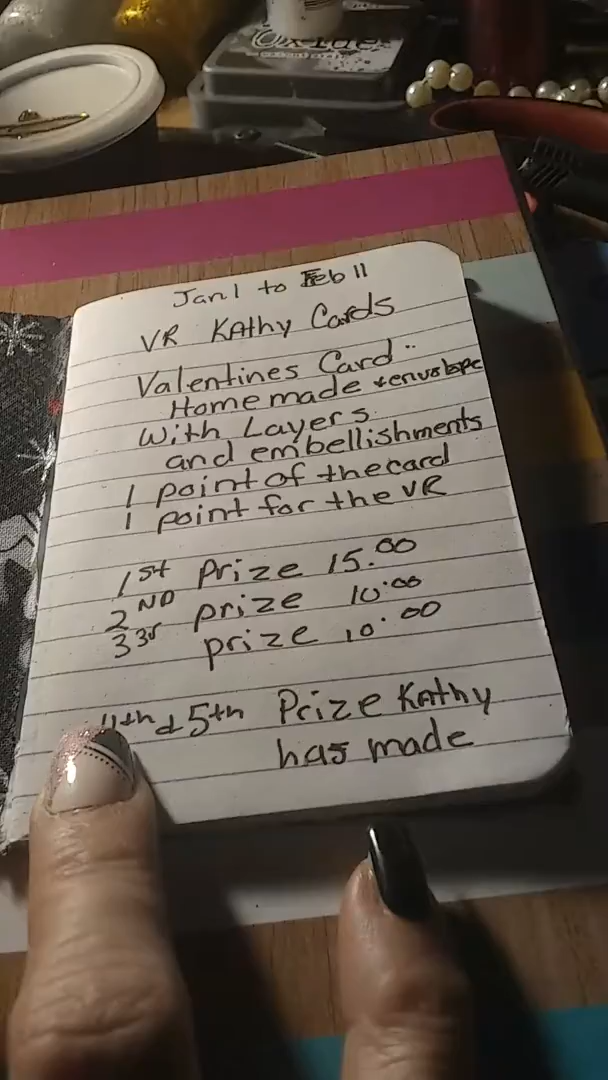 Oxide
Jan 1 to Feb 11
VR Kathy Cards
Valentines Card..
Homemade + envelope
With Layers
and embellishments
1 point of the card
1 point for the VR
1st prize 15.00
2ND prize 10.00
3 3rd prize 10.00
4th & 5th Prize Kathy
has made